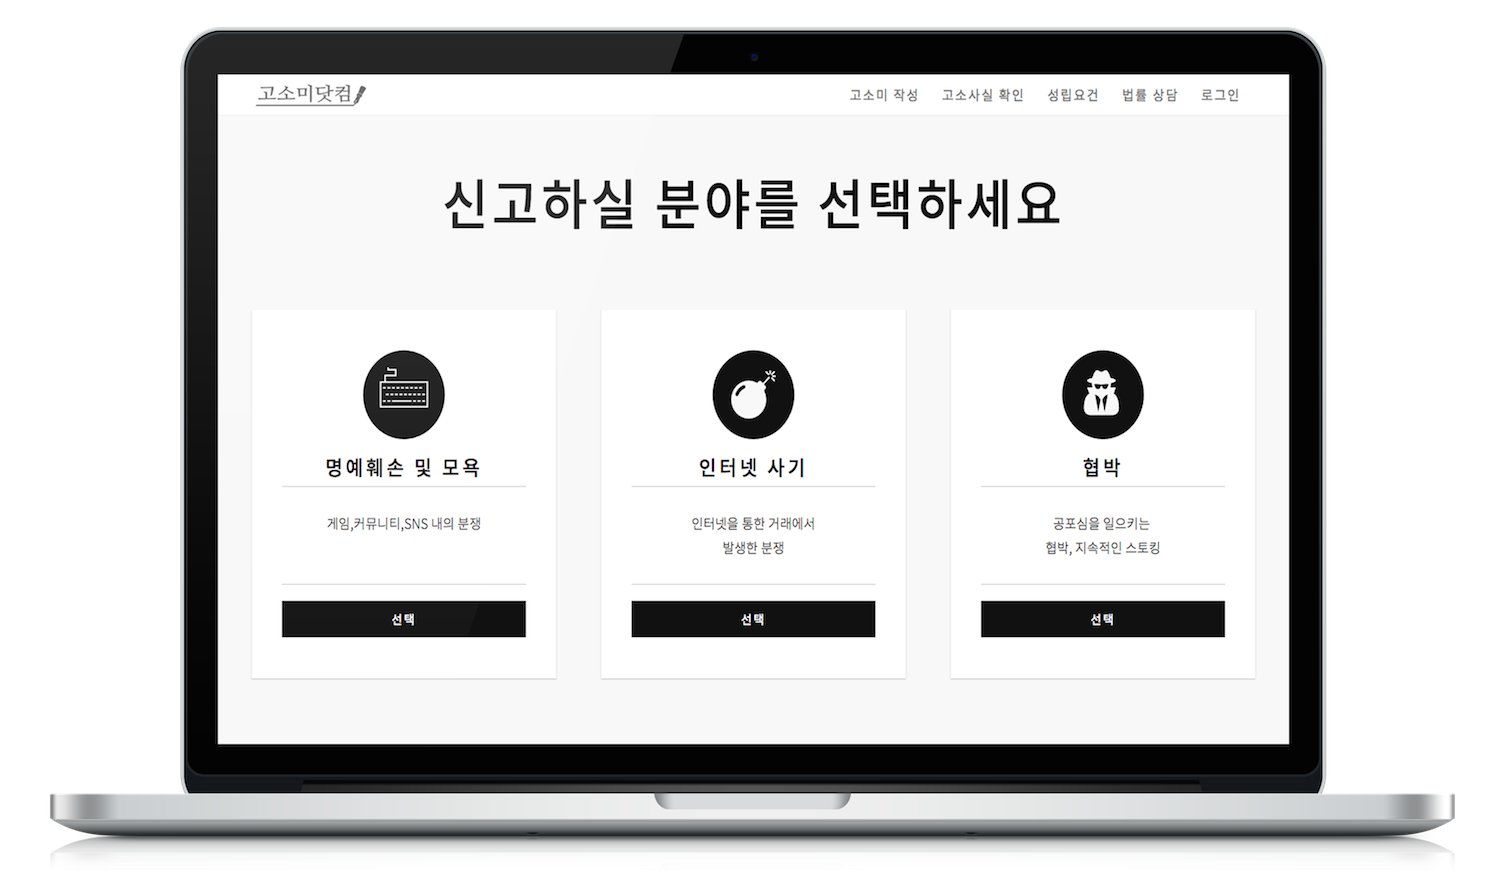 고소미닷컴
고소미 작성
고소사실 확인
성립요건
법률 상담
로그인
신고하실 분야를 선택하세요
명예훼손 및 모욕
게임,커뮤니티,SNS 내의 분쟁
선택
인터넷 사기
인터넷을 통한 거래에서
발생한 분쟁
선택
협박
공포심을 일으키는
협박, 지속적인 스토킹
선택